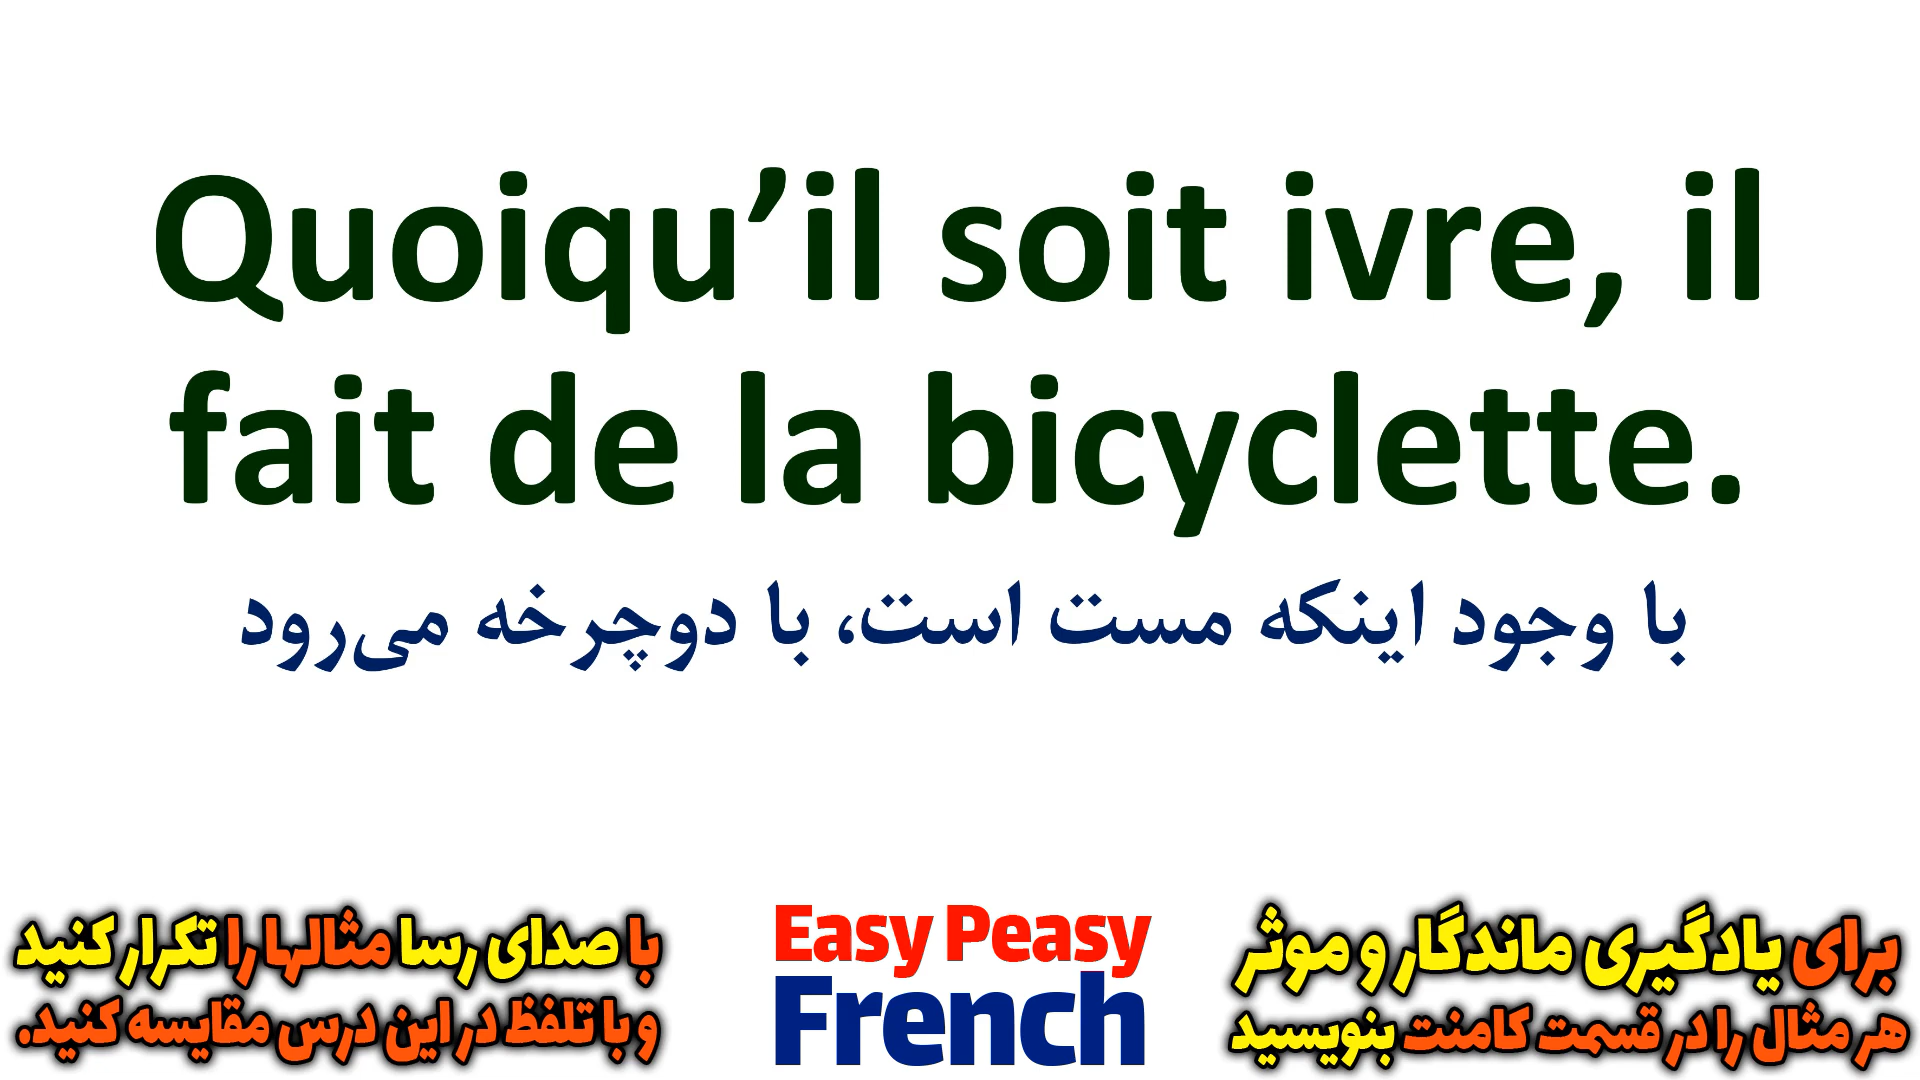 Quoiqu’il soit ivre, il
fait de la bicyclette.
با وجود اینکه مست است، با دوچرخه می‌رود
برای یادگیری ماندگار و موثر
هر مثال را در قسمت کامنت بنویسید
Easy Peasy
French
با صدای رسا مثالها را تکرار کنید
و با تلفظ در این درس مقایسه کنید.